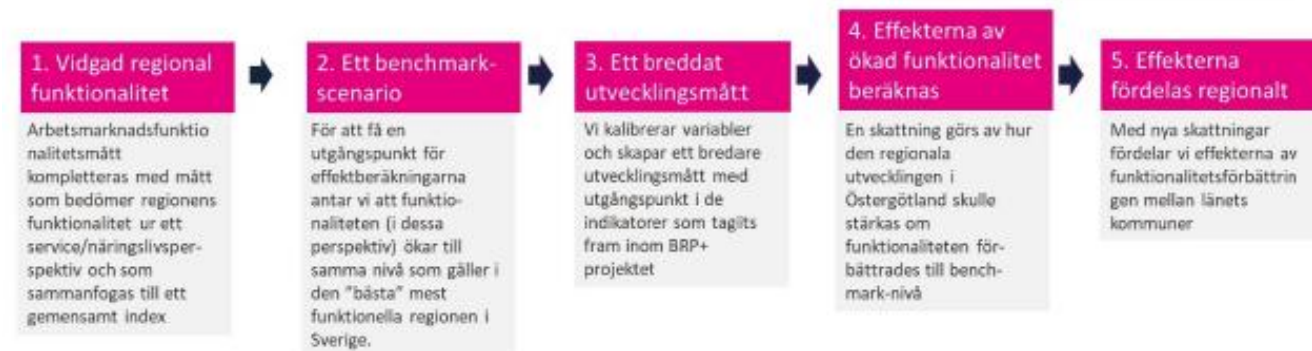 1. Vidgad regional
funktionalitet
Arbetsmarknadsfunktio
nalitetsmått
kompletteras med mått
som bedömer regionens
funktionalitet ur ett
service/näringslivsper-
spektiv och som
sammanfogas till ett
gemensamt index
2. Ett benchmark-
scenario
För att få en
utgångspunkt för
effektberäkningarna
antar vi att funktio-
naliteten (i dessa
perspektiv) ökar till
samma nivå som gäller i
den "bästa" mest
funktionella regionen i
Sverige.
3. Ett breddat
utvecklingsmått
Vi kalibrerar variabler
och skapar ett bredare
utvecklingsmått med
utgångspunkt i de
indikatorer som tagits
fram inom BRP+
projektet
4. Effekterna av
ökad funktionalitet
beräknas
En skattning görs av hur
den regionala
utvecklingen i
Östergötland skulle
stärkas om
funktionaliteten för-
bättrades till bench-
mark-nivå
5. Effekterna
fördelas regionalt
Med nya skattningar
fördelar vi effekterna av
funktionalitetsförbättrin
gen mellan länets
kommuner